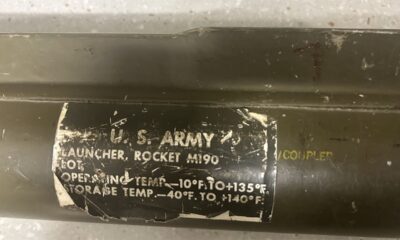 U. S. ARMY
LAUNCHER, ROCKET M190
LOT
OPERATING TEMP.—10°F. TO+135°F.
STORAGE TEMP.—40°F. TO +140°F.
/COUPLER